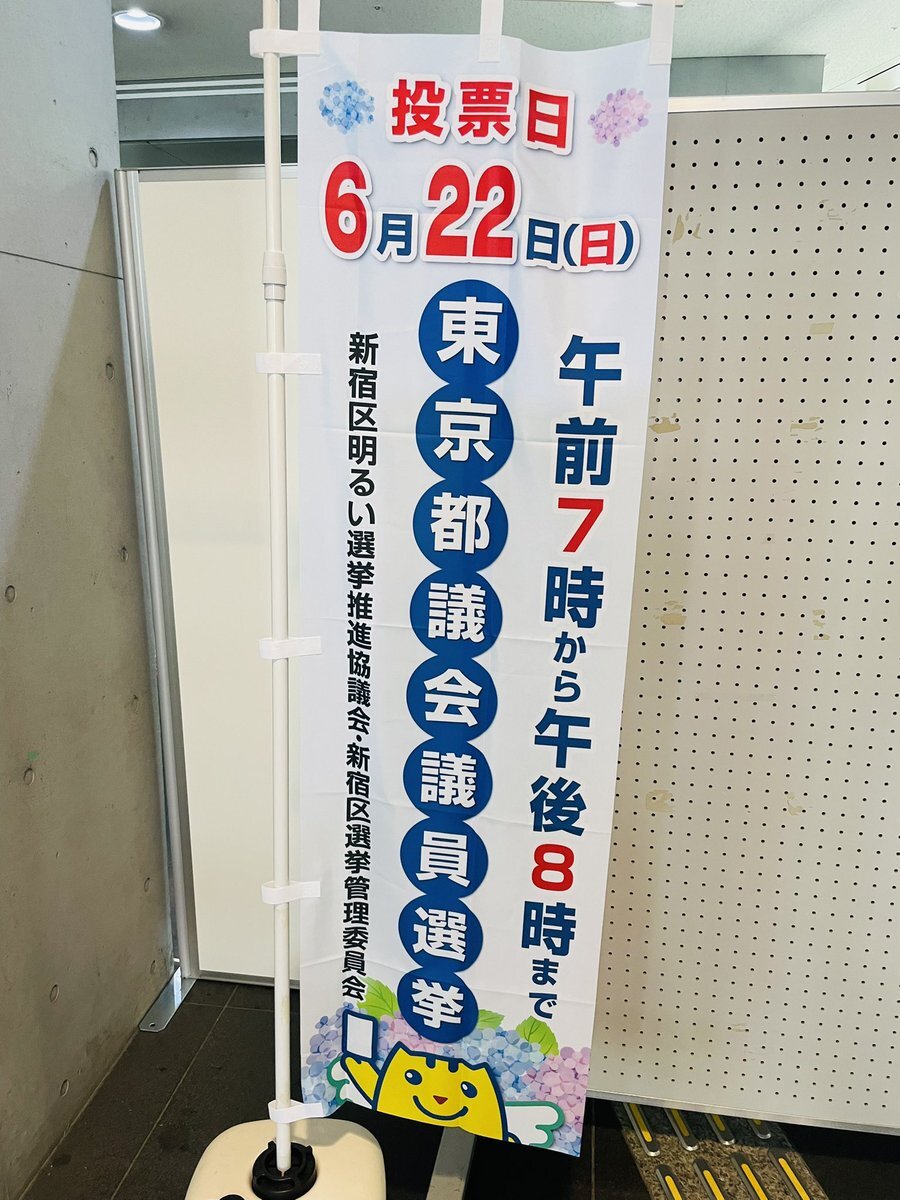 投票日
6月22日(日)
午前7時から午後8時まで
東京都議会議員選挙
新宿区明るい選挙推進協議会・新宿区選挙管理委員会